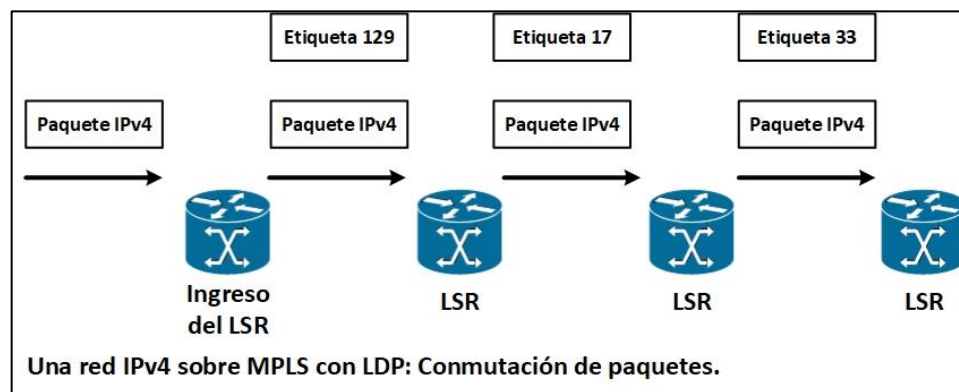 Etiqueta 129
Etiqueta 17
Etiqueta 33
Paquete IPv4
Paquete IPv4
Paquete IPv4
Paquete IPv4
Ingreso
del LSR
LSR
LSR
LSR
Una red IPv4 sobre MPLS con LDP: Conmutación de paquetes.